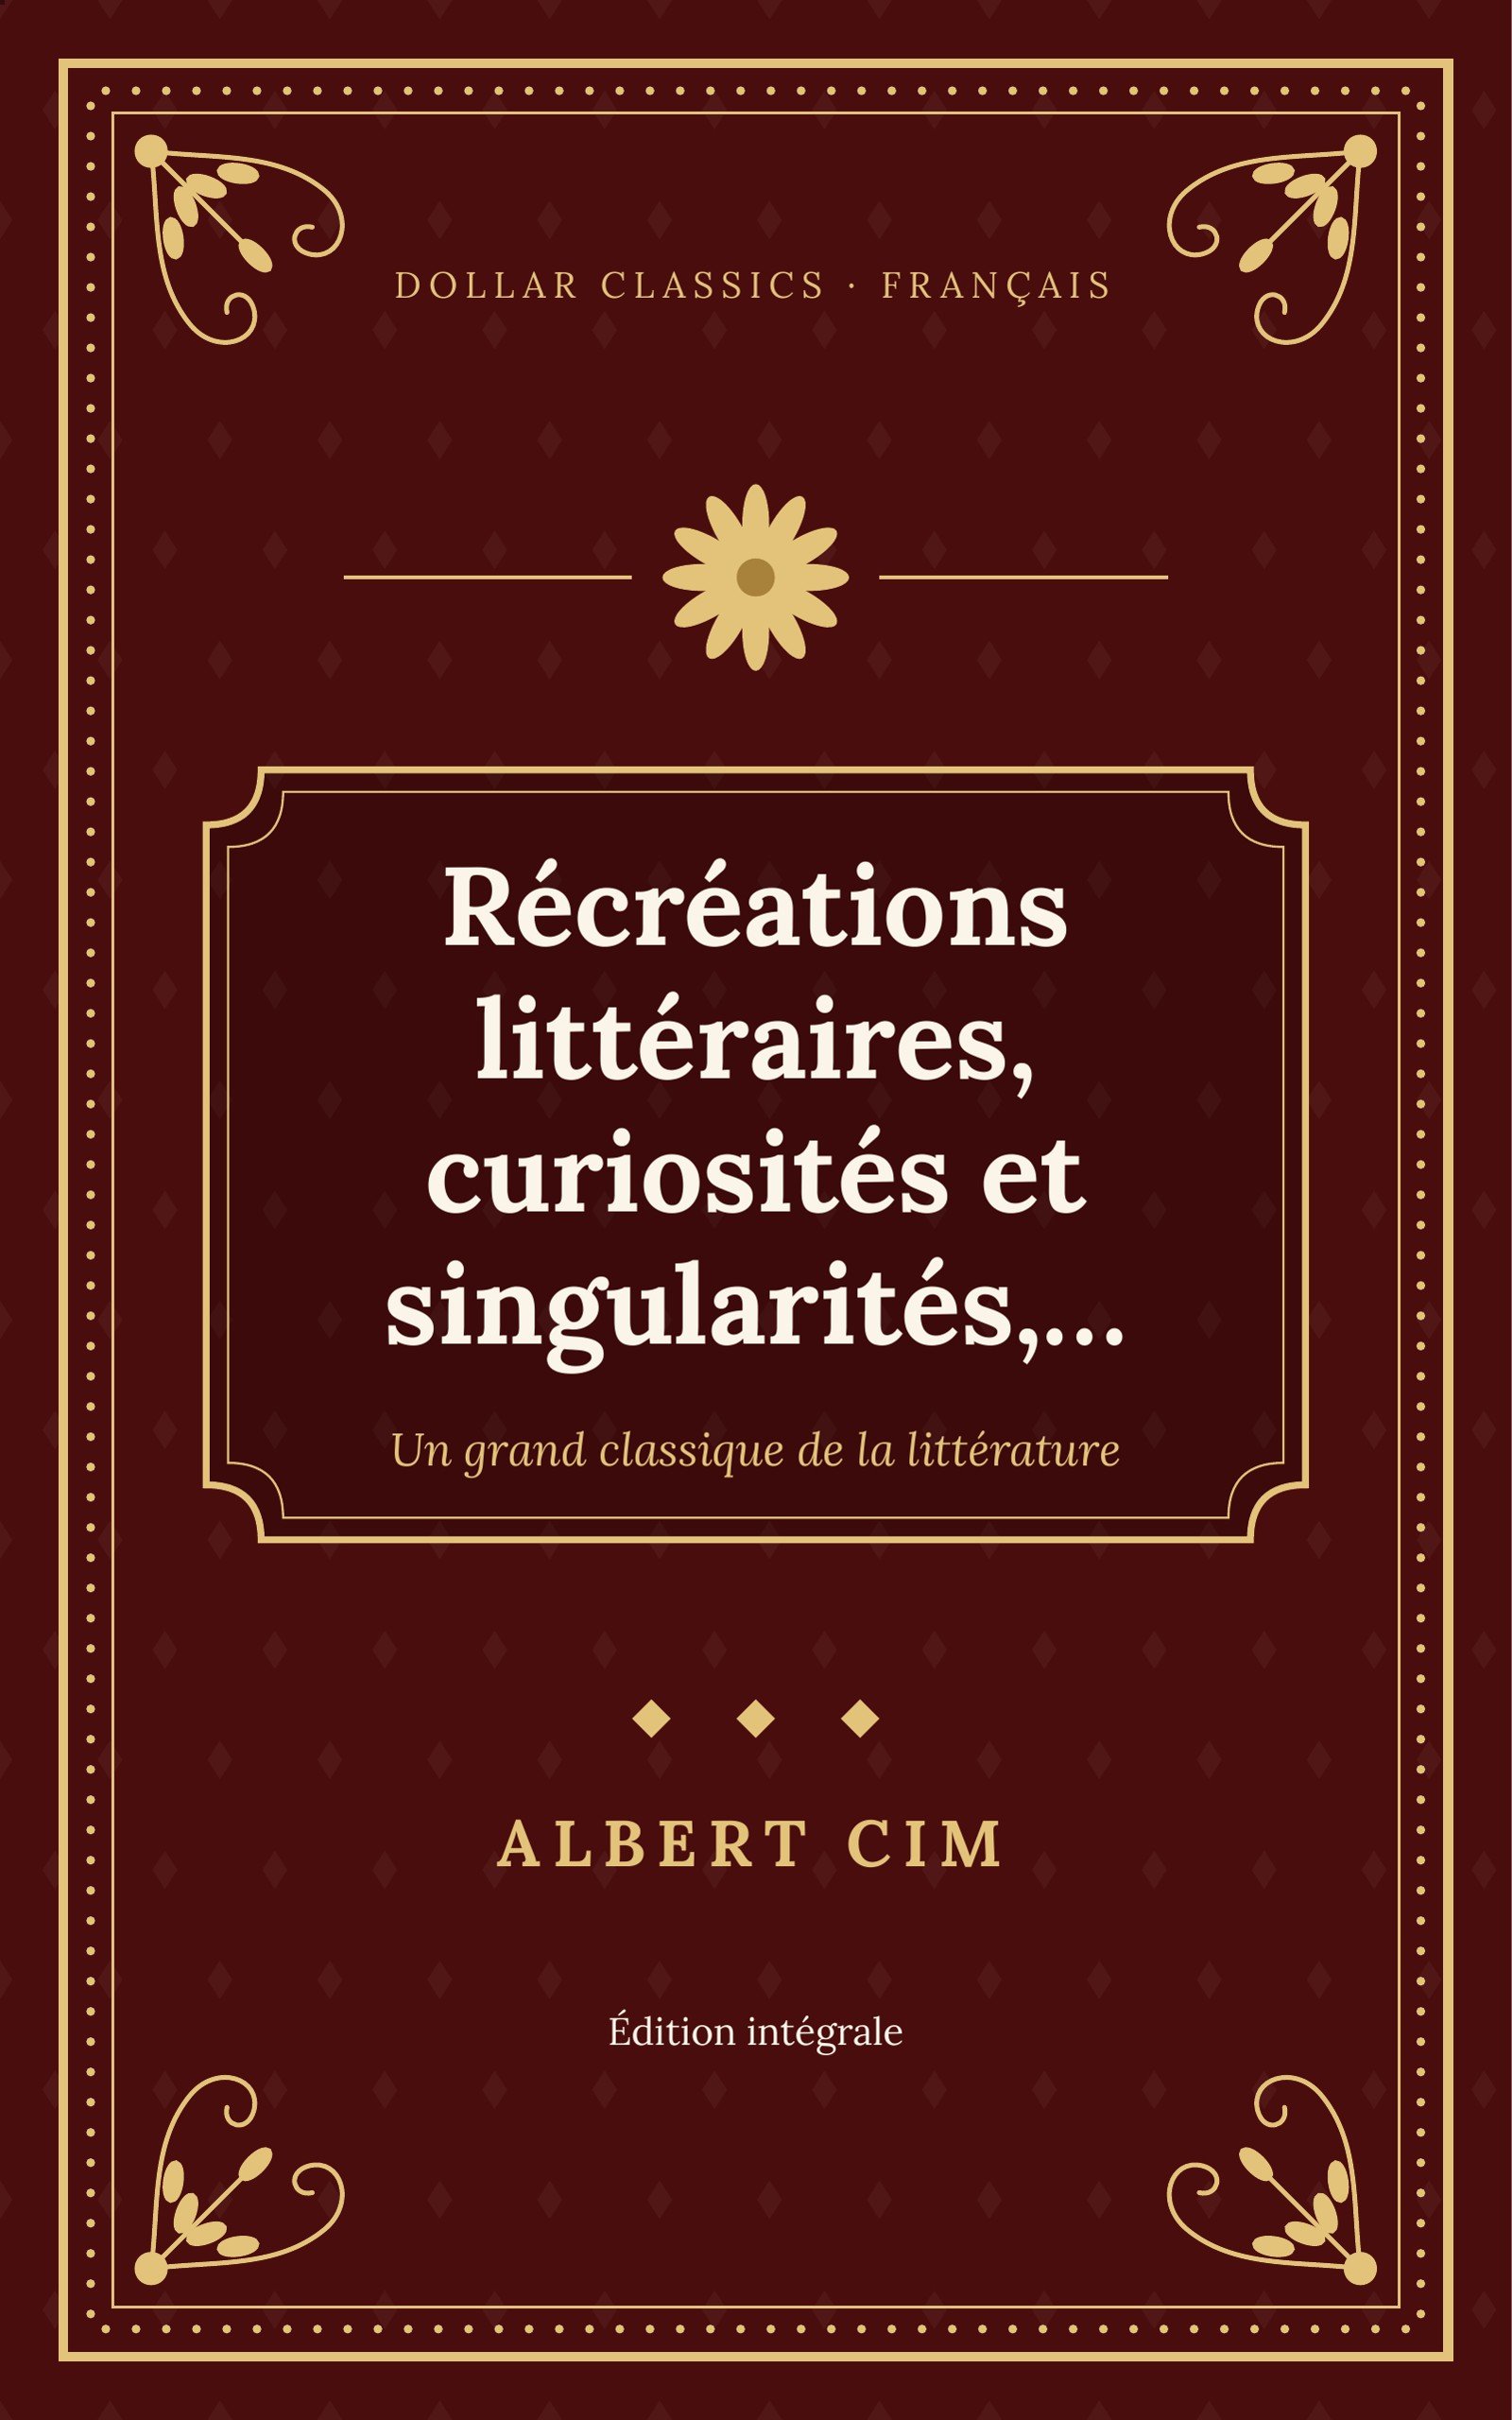 DOLLAR CLASSICS · FRANÇAIS
Récréations
littéraires,
curiosités et
singularités,...
Un grand classique de la littérature
ALBERT CIM
Édition intégrale